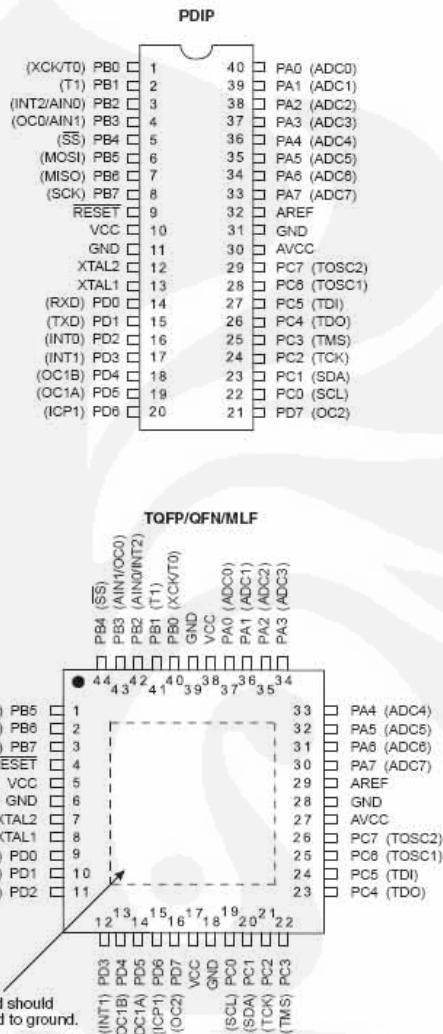 PDIP
(XCK/T0) PB0 1 40 PA0 (ADC0)
(T1) PB1 2 39 PA1 (ADC1)
(INT2/AIN0) PB2 3 38 PA2 (ADC2)
(OC0/AIN1) PB3 4 37 PA3 (ADC3)
(SS) PB4 5 36 PA4 (ADC4)
(MOSI) PB5 6 35 PA5 (ADC5)
(MISO) PB6 7 34 PA6 (ADC6)
(SCK) PB7 8 33 PA7 (ADC7)
RESET 9 32 AREF
VCC 10 31 GND
GND 11 30 AVCC
XTAL2 12 29 PC7 (TOSC2)
XTAL1 13 28 PC6 (TOSC1)
(RXD) PD0 14 27 PC5 (TDI)
(TXD) PD1 15 26 PC4 (TDO)
(INT0) PD2 16 25 PC3 (TMS)
(INT1) PD3 17 24 PC2 (TCK)
(OC1B) PD4 18 23 PC1 (SDA)
(OC1A) PD5 19 22 PC0 (SCL)
(ICP1) PD6 20 21 PD7 (OC2)
TQFP/QFN/MLF
PB4 (SS)
PB3 (AIN1/OC0)
PB2 (AIN0/INT2)
PB1 (T1)
PB0 (XCK/T0)
GND
VCC
PA0 (ADC0)
PA1 (ADC1)
PA2 (ADC2)
PA3 (ADC3)
44 43 42 41 40 39 38 37 36 35 34
) PB5 1 33 PA4 (ADC4)
) PB6 2 32 PA5 (ADC5)
) PB7 3 31 PA6 (ADC6)
ESET 4 30 PA7 (ADC7)
VCC 5 29 AREF
GND 6 28 GND
XTAL2 7 27 AVCC
XTAL1 8 26 PC7 (TOSC2)
) PD0 9 25 PC6 (TOSC1)
) PD1 10 24 PC5 (TDI)
) PD2 11 23 PC4 (TDO)
12 13 14 15 16 17 18 19 20 21 22
(INT1) PD3
OC1B) PD4
OC1A) PD5
(ICP1) PD6
(OC2) PD7
VCC
GND
(SCL) PC0
(SDA) PC1
(TCK) PC2
(TMS) PC3
d should
d to ground.